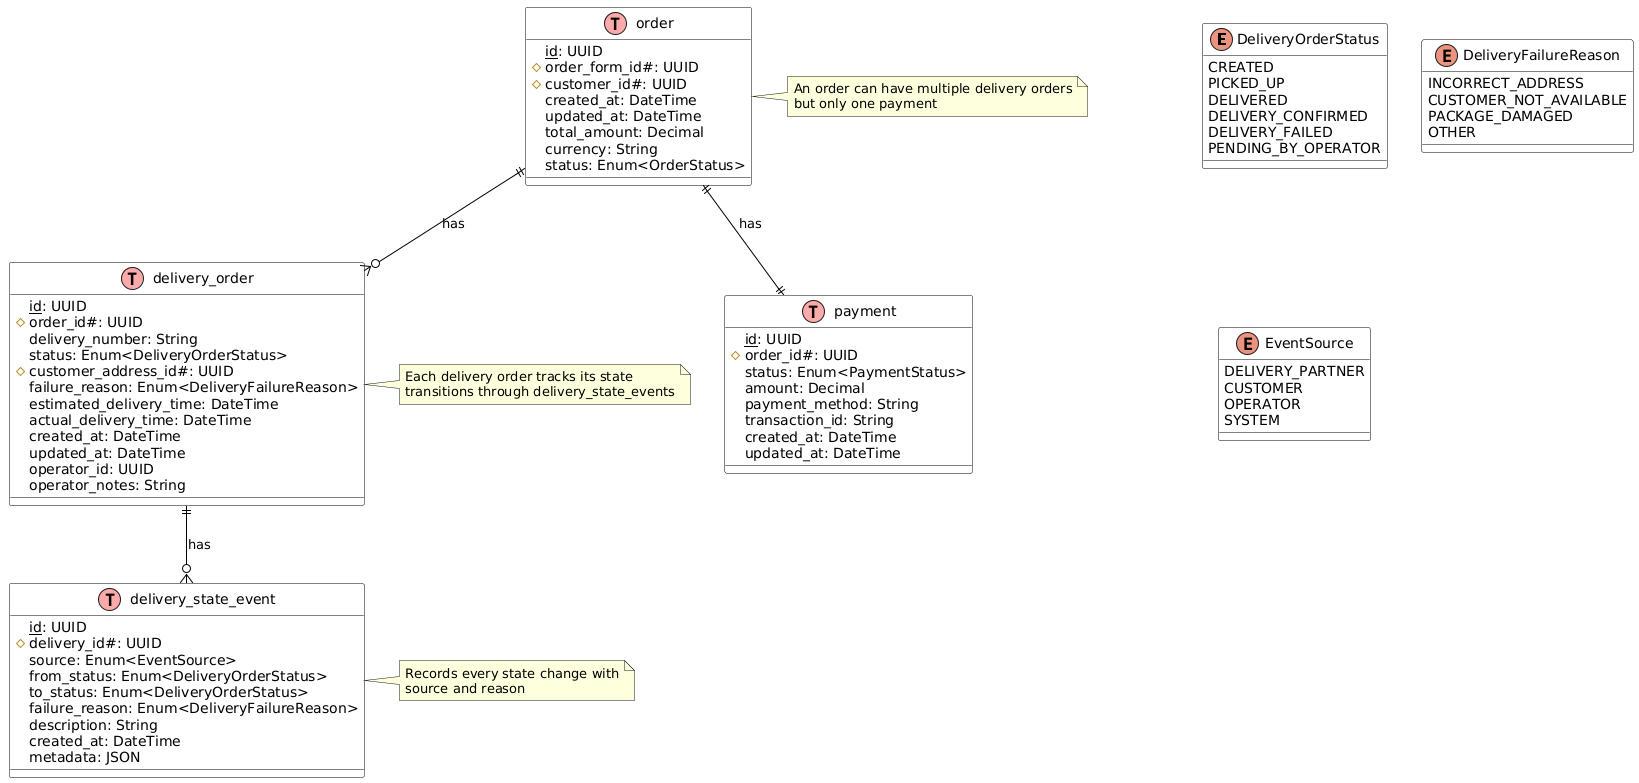 T order
id: UUID
order_form_id#: UUID
customer_id#: UUID
created_at: DateTime
updated_at: DateTime
total_amount: Decimal
currency: String
status: Enum<OrderStatus>
An order can have multiple delivery orders
but only one payment
E DeliveryOrderStatus
CREATED
PICKED_UP
DELIVERED
DELIVERY_CONFIRMED
DELIVERY_FAILED
PENDING_BY_OPERATOR
E DeliveryFailureReason
INCORRECT_ADDRESS
CUSTOMER_NOT_AVAILABLE
PACKAGE_DAMAGED
OTHER
has
has
T delivery_order
id: UUID
order_id#: UUID
delivery_number: String
status: Enum<DeliveryOrderStatus>
customer_address_id#: UUID
failure_reason: Enum<DeliveryFailureReason>
estimated_delivery_time: DateTime
actual_delivery_time: DateTime
created_at: DateTime
updated_at: DateTime
operator_id: UUID
operator_notes: String
Each delivery order tracks its state
transitions through delivery_state_events
T payment
id: UUID
order_id#: UUID
status: Enum<PaymentStatus>
amount: Decimal
payment_method: String
transaction_id: String
created_at: DateTime
updated_at: DateTime
E EventSource
DELIVERY_PARTNER
CUSTOMER
OPERATOR
SYSTEM
has
T delivery_state_event
id: UUID
delivery_id#: UUID
source: Enum<EventSource>
from_status: Enum<DeliveryOrderStatus>
to_status: Enum<DeliveryOrderStatus>
failure_reason: Enum<DeliveryFailureReason>
description: String
created_at: DateTime
metadata: JSON
Records every state change with
source and reason